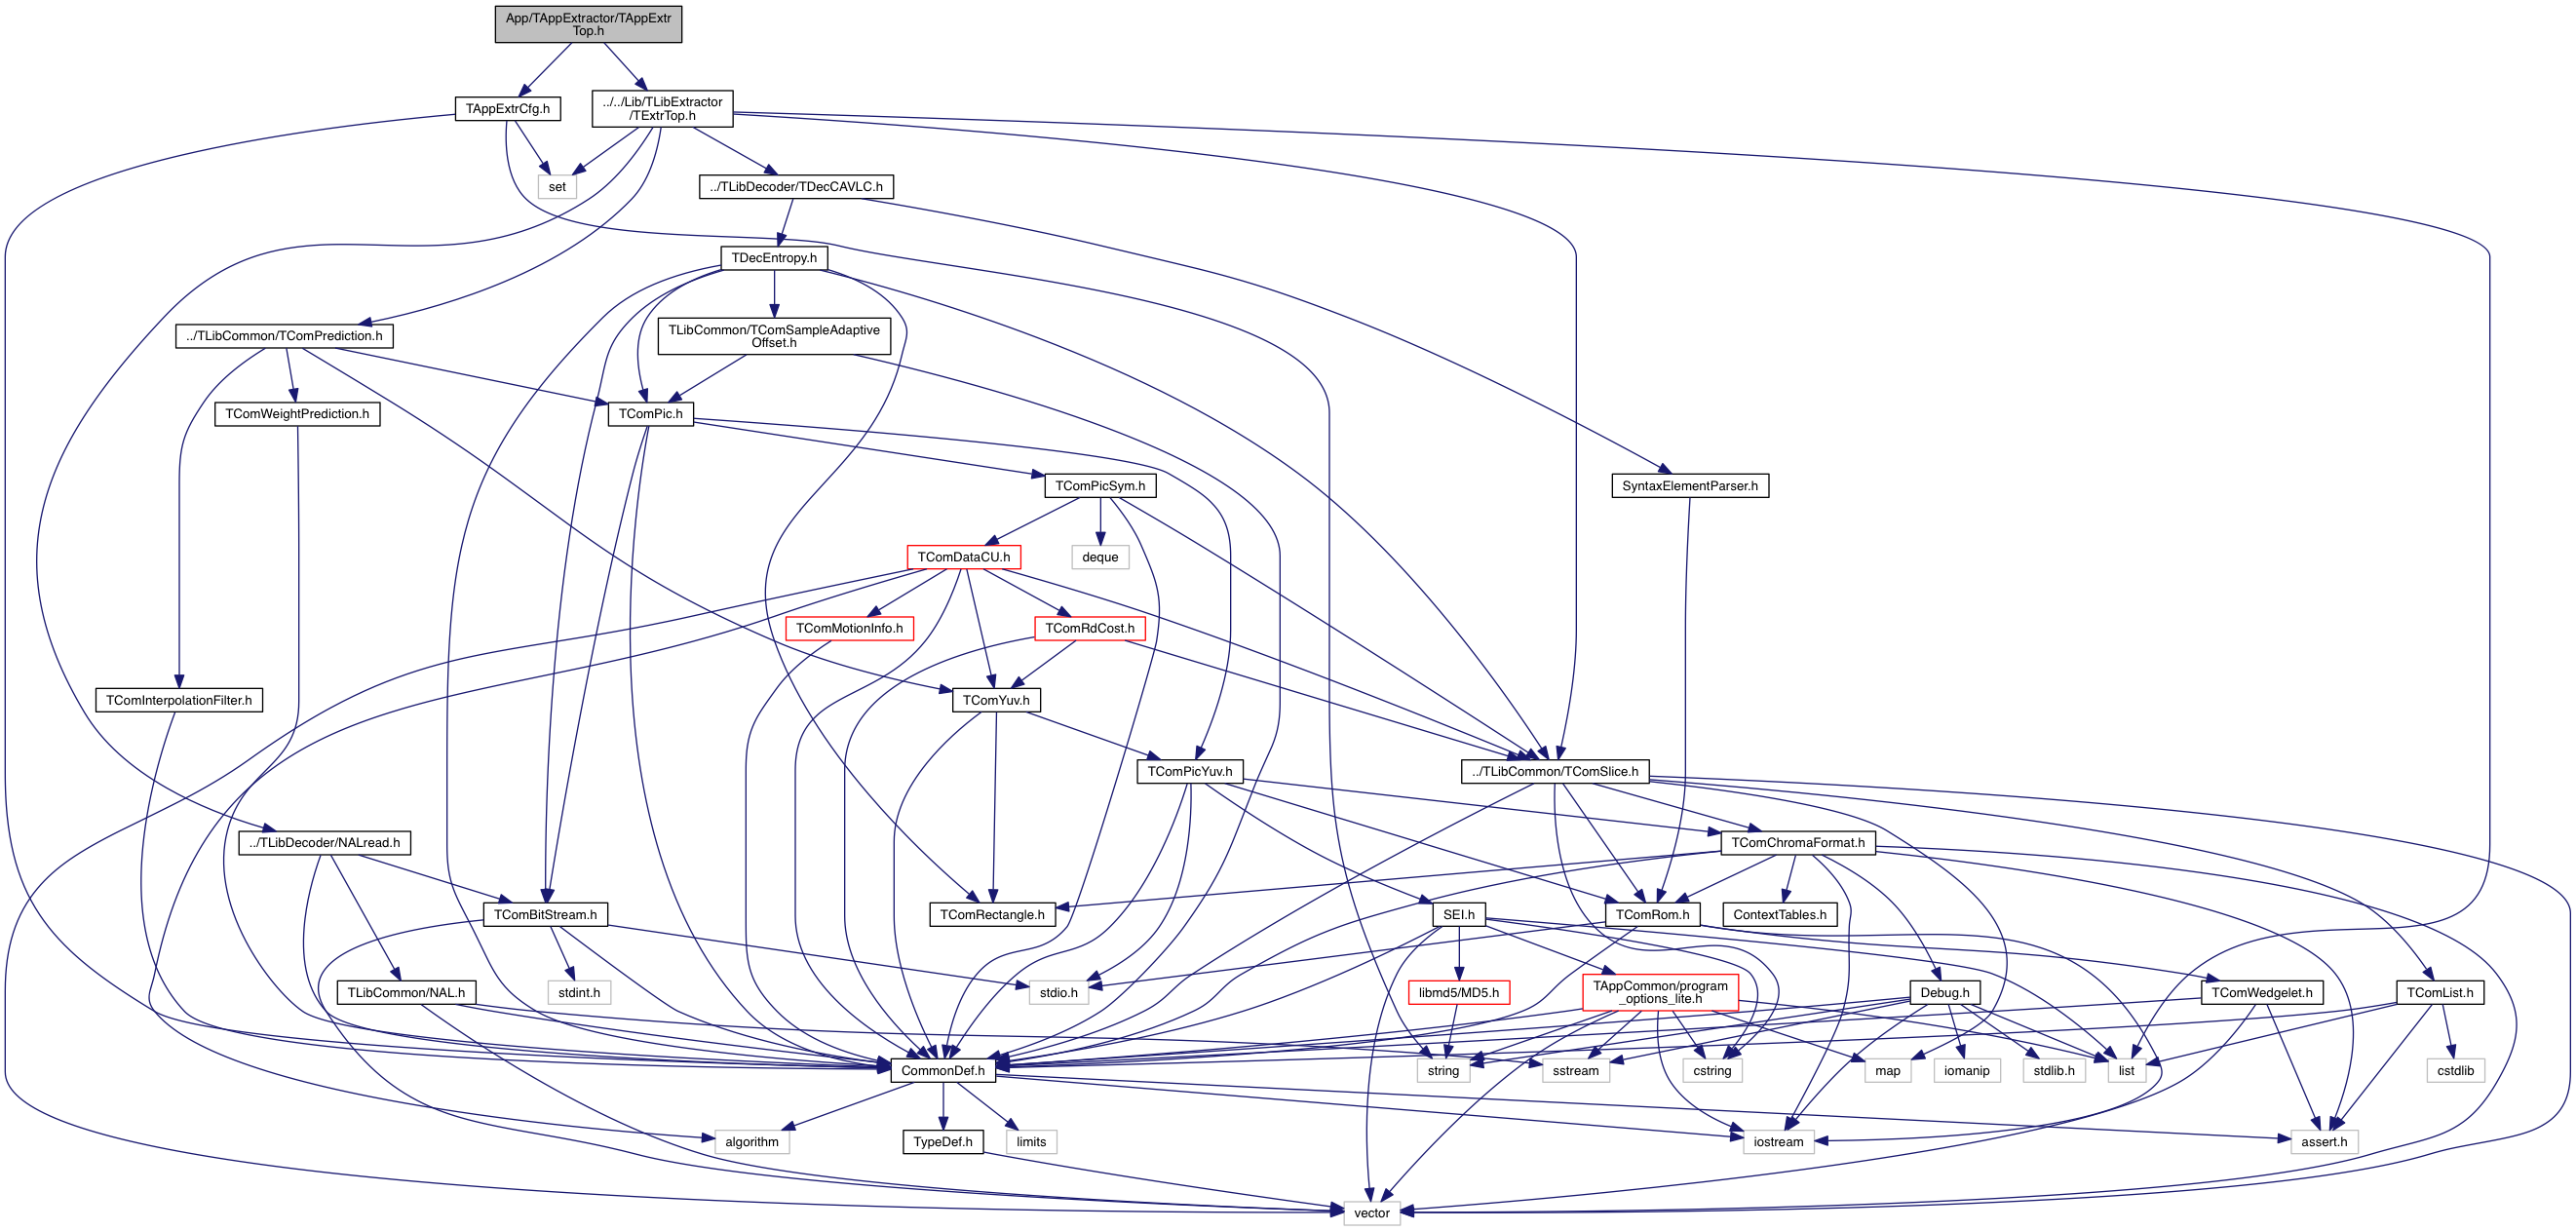 App/TAppExtractor/TAppExtr
Top.h
TAppExtrCfg.h
../../Lib/TLibExtractor
/TExtrTop.h
set
../TLibDecoder/TDecCAVLC.h
TDecEntropy.h
../TLibCommon/TComPrediction.h
TLibCommon/TComSampleAdaptive
Offset.h
TComWeightPrediction.h
TComPic.h
TComPicSym.h
SyntaxElementParser.h
TComDataCU.h
deque
TComMotionInfo.h
TComRdCost.h
TComInterpolationFilter.h
TComYuv.h
TComPicYuv.h
../TLibCommon/TComSlice.h
../TLibDecoder/NALread.h
TComChromaFormat.h
TComBitStream.h
TComRectangle.h
SEI.h
TComRom.h
ContextTables.h
TLibCommon/NAL.h
stdint.h
stdio.h
libmd5/MD5.h
TAppCommon/program
_options_lite.h
Debug.h
TComWedgelet.h
TComList.h
CommonDef.h
string
sstream
cstring
map
iomanip
stdlib.h
list
cstdlib
algorithm
TypeDef.h
limits
iostream
assert.h
vector